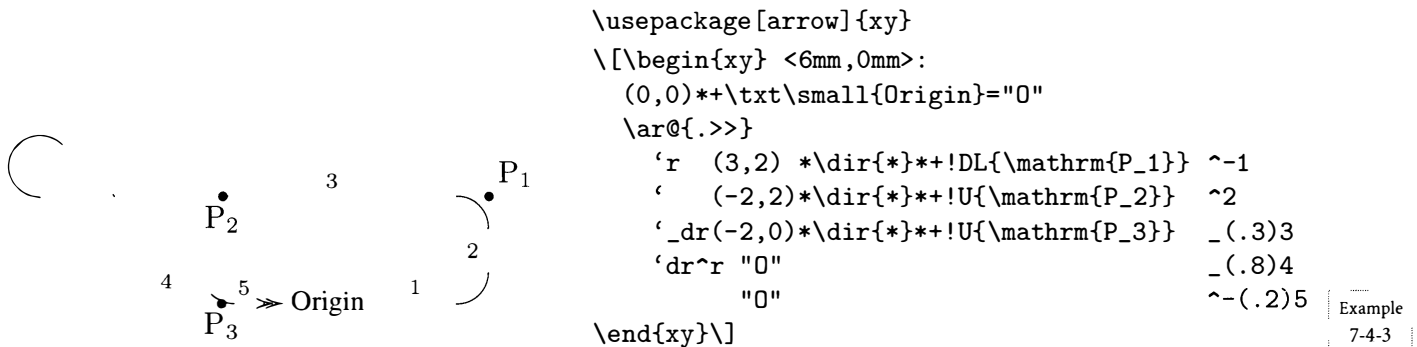 \usepackage[arrow]{xy}
\[\begin{xy} <6mm,0mm>:
(0,0)*+\txt\small{Origin}="O"
\ar@{.>>}
‘r (3,2) *\dir{*}*+!DL{\mathrm{P_1}} ^-1
‘ (-2,2)*\dir{*}*+!U{\mathrm{P_2}} ^2
‘_dr(-2,0)*\dir{*}*+!U{\mathrm{P_3}} _(.3)3
‘dr^r "O" _(.8)4
"O" ^-(.2)5
\end{xy}\]
P₁
3
P₂
2
4
5
Origin
1
P₃
Example
7-4-3